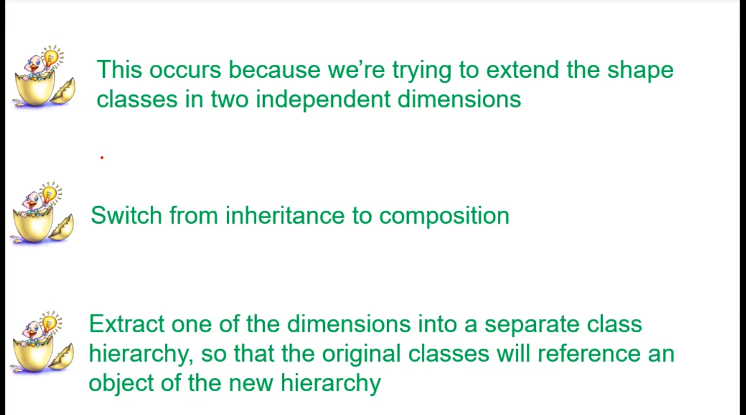 This occurs because we’re trying to extend the shape
classes in two independent dimensions
Switch from inheritance to composition
Extract one of the dimensions into a separate class
hierarchy, so that the original classes will reference an
object of the new hierarchy